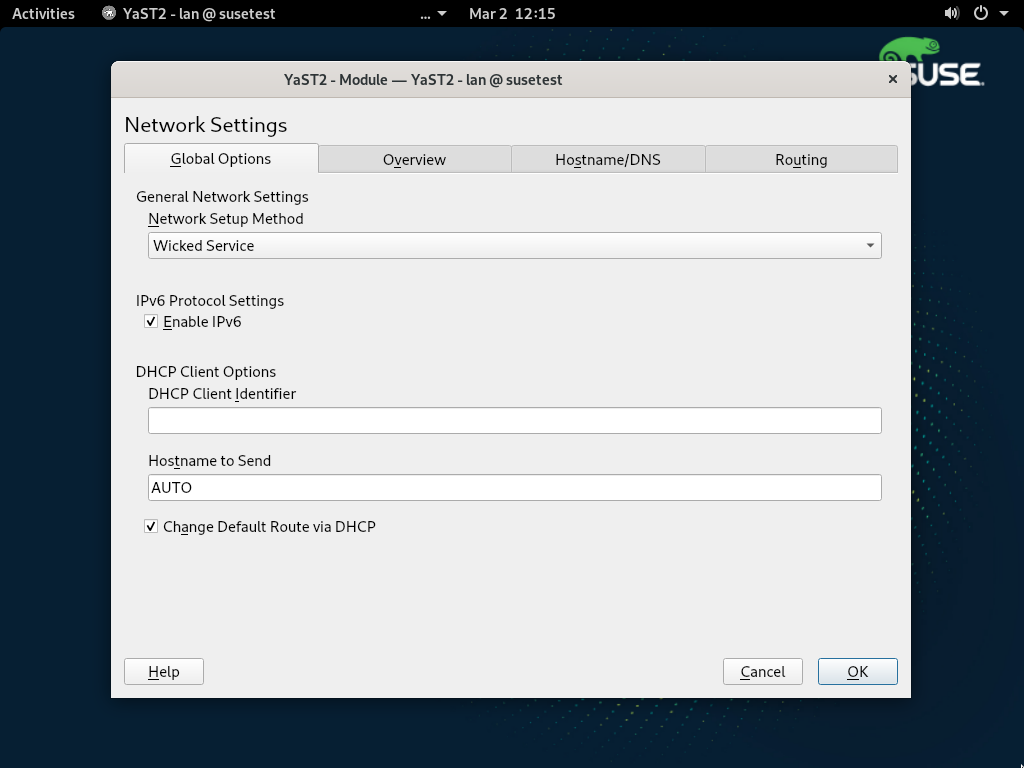 Activities YaST2 - lan @ susetest ... Mar 2 12:15
SUSE.
YaST2 - Module — YaST2 - lan @ susetest ×
Network Settings
Global Options Overview Hostname/DNS Routing
General Network Settings
Network Setup Method
Wicked Service
IPv6 Protocol Settings
Enable IPv6
DHCP Client Options
DHCP Client Identifier
Hostname to Send
AUTO
Change Default Route via DHCP
Help Cancel OK